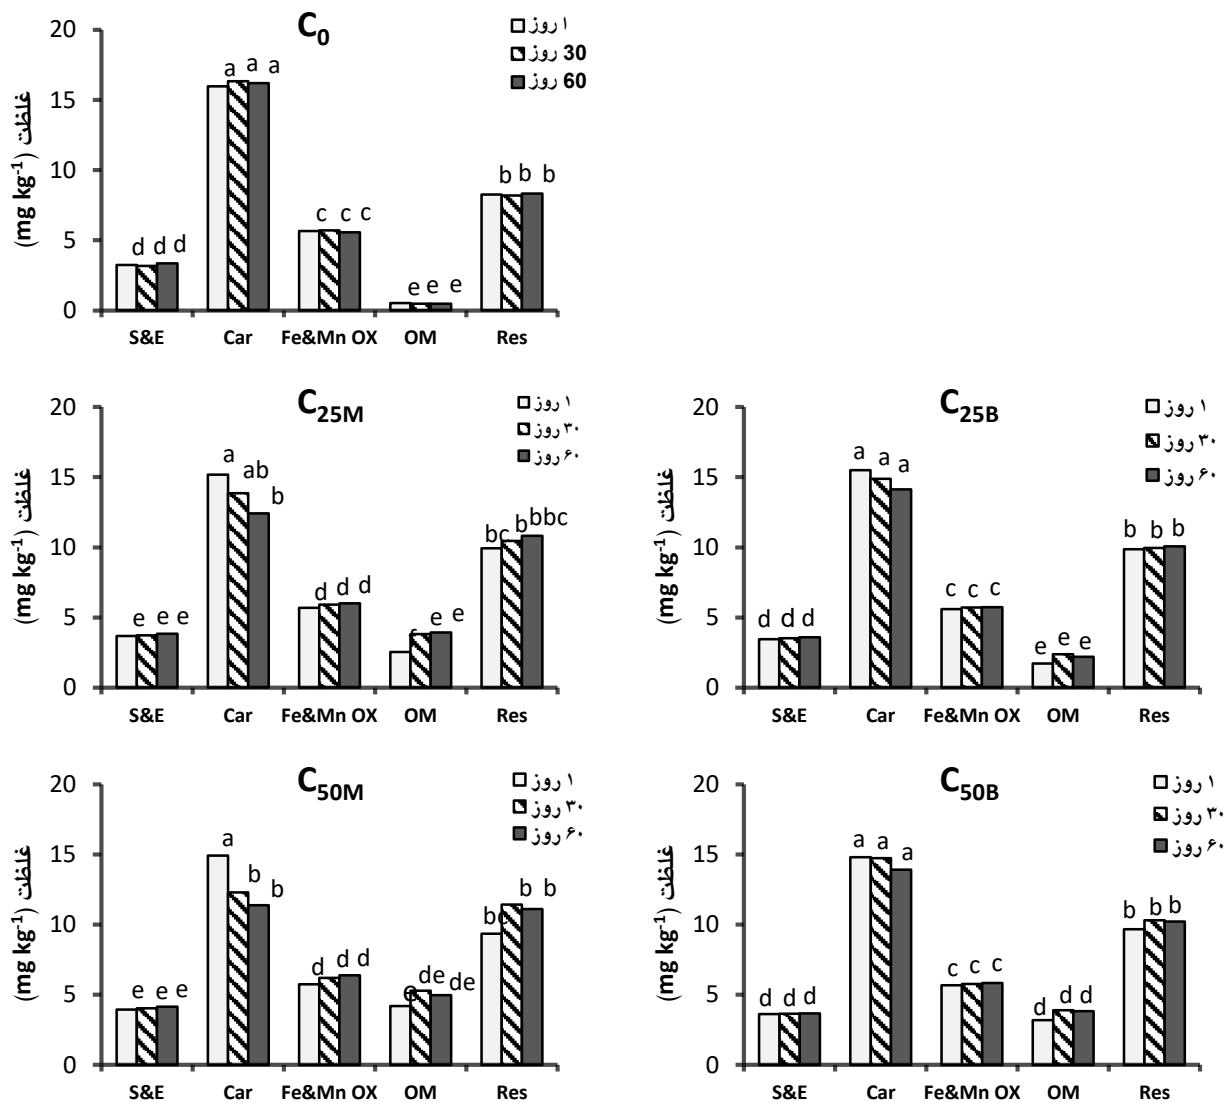 C0
۱ روز
30 روز
60 روز
غلظت (mg kg-1)
20
15
10
5
0
a a a
b b b
c c c
d d d
e e e
S&E Car Fe&Mn OX OM Res
C25M
۱ روز
۳۰ روز
۶۰ روز
غلظت (mg kg-1)
20
15
10
5
0
a ab b
bc b bbc
d d d
e e e
f e e
S&E Car Fe&Mn OX OM Res
C25B
۱ روز
۳۰ روز
۶۰ روز
غلظت (mg kg-1)
20
15
10
5
0
a a a
b b b
c c c
d d d
e e e
S&E Car Fe&Mn OX OM Res
C50M
۱ روز
۳۰ روز
۶۰ روز
غلظت (mg kg-1)
20
15
10
5
0
a b b
bc b b
d d d
e e e
e de de
S&E Car Fe&Mn OX OM Res
C50B
۱ روز
۳۰ روز
۶۰ روز
غلظت (mg kg-1)
20
15
10
5
0
a a a
b b b
c c c
d d d
d d d
S&E Car Fe&Mn OX OM Res